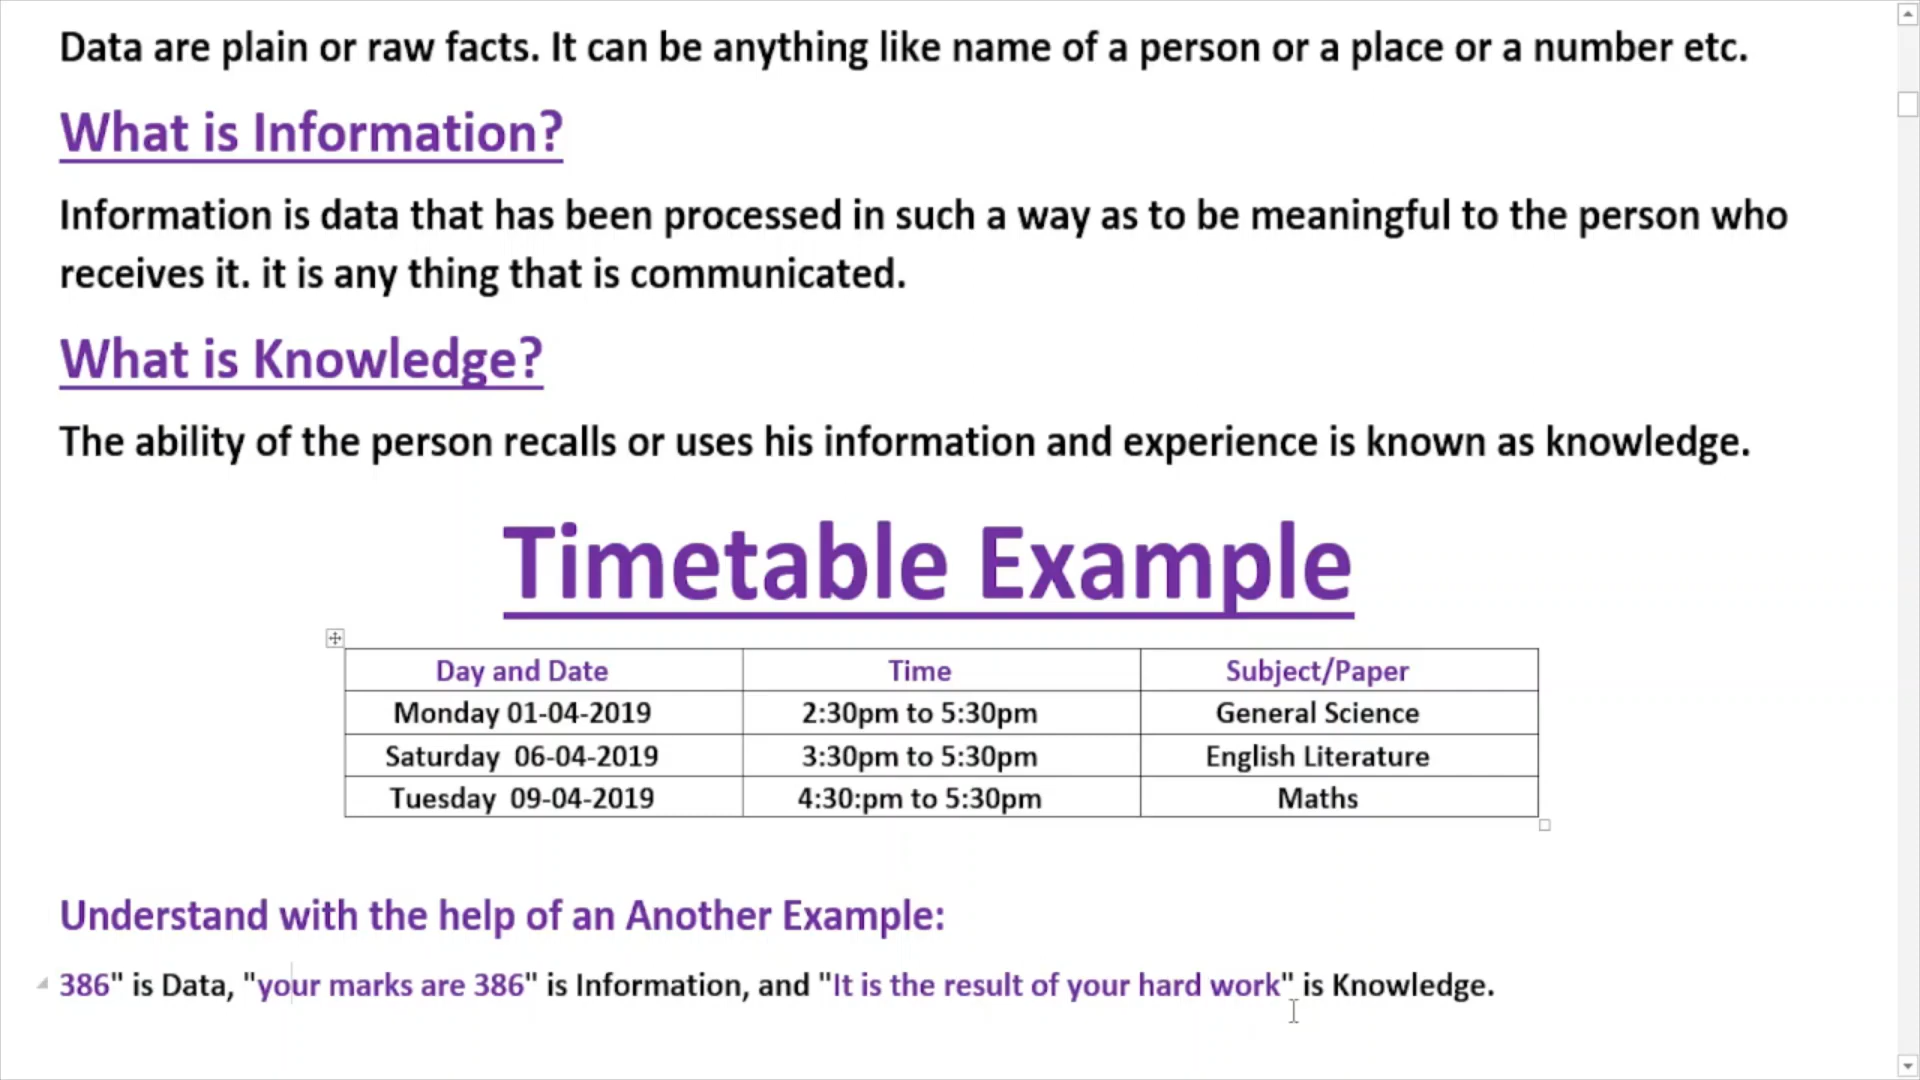 Data are plain or raw facts. It can be anything like name of a person or a place or a number etc.
What is Information?
Information is data that has been processed in such a way as to be meaningful to the person who
receives it. it is any thing that is communicated.
What is Knowledge?
The ability of the person recalls or uses his information and experience is known as knowledge.
Timetable Example
Day and Date Time Subject/Paper
Monday 01-04-2019 2:30pm to 5:30pm General Science
Saturday 06-04-2019 3:30pm to 5:30pm English Literature
Tuesday 09-04-2019 4:30:pm to 5:30pm Maths
Understand with the help of an Another Example:
386" is Data, "your marks are 386" is Information, and "It is the result of your hard work" is Knowledge.